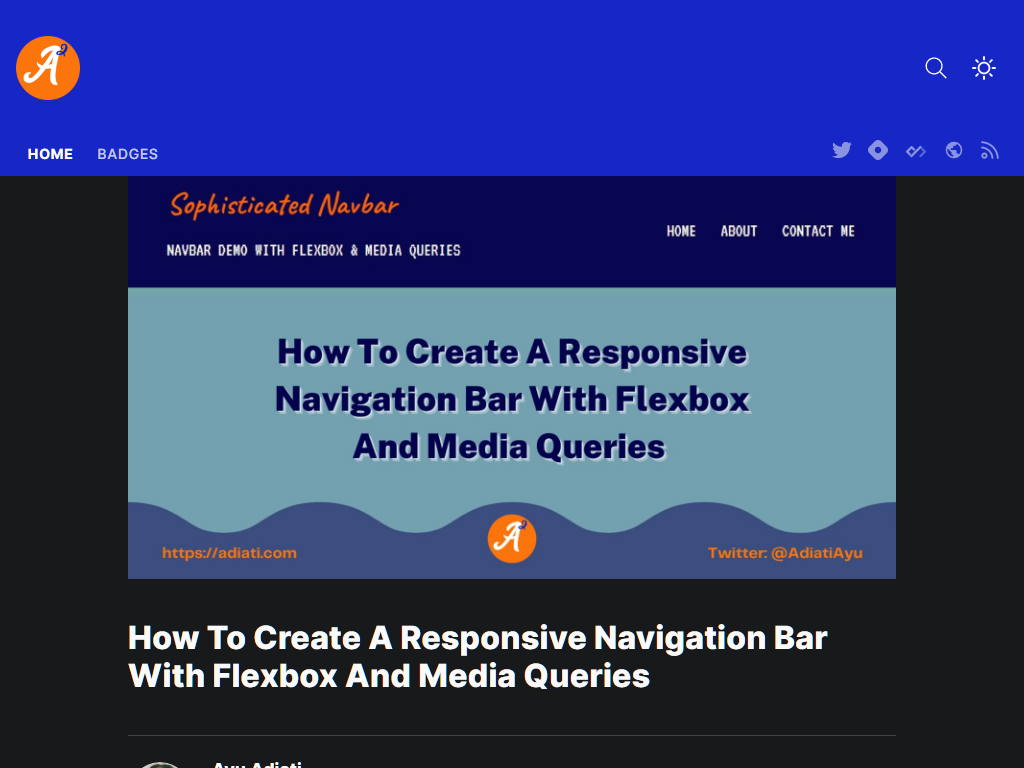 HOME BADGES
Sophisticated Navbar
NAVBAR DEMO WITH FLEXBOX & MEDIA QUERIES
HOME ABOUT CONTACT ME
How To Create A Responsive
Navigation Bar With Flexbox
And Media Queries
https://adiati.com
Twitter: @AdiatiAyu
How To Create A Responsive Navigation Bar
With Flexbox And Media Queries
Ayu Adiati